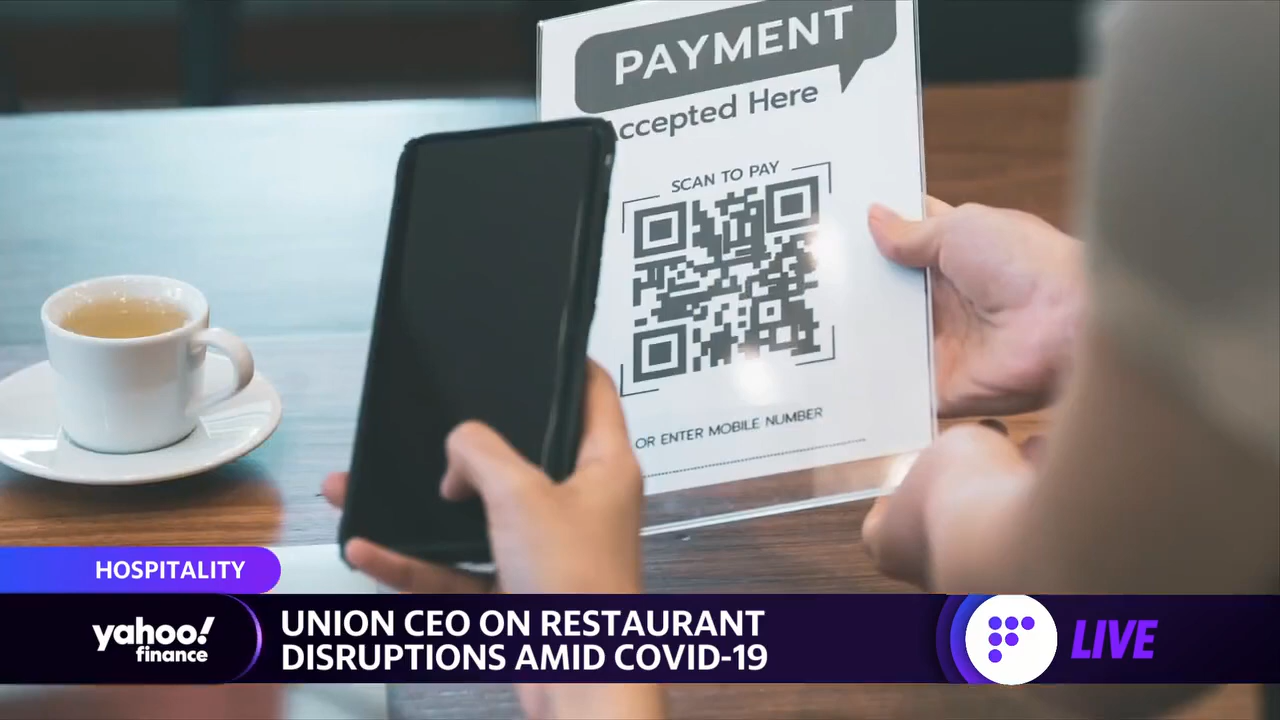 PAYMENT
Accepted Here
SCAN TO PAY
OR ENTER MOBILE NUMBER
HOSPITALITY
yahoo!
finance
UNION CEO ON RESTAURANT
DISRUPTIONS AMID COVID-19
LIVE